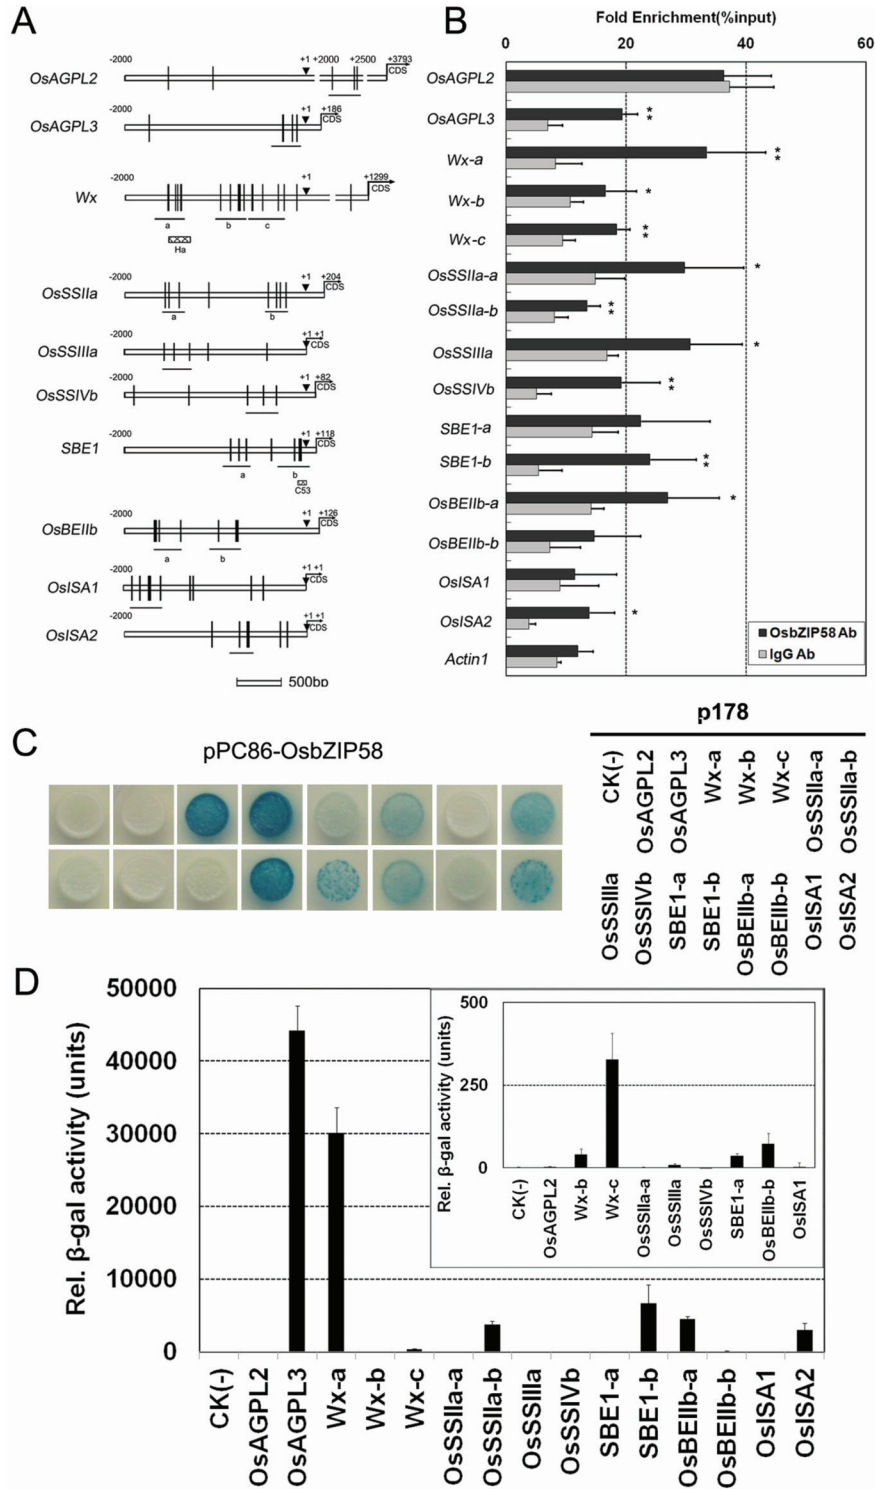 A
-2000 +1 +2000 +2500 +3793
OsAGPL2 CDS
-2000 +1 +186
OsAGPL3 CDS
-2000 +1 +1299
Wx CDS
a b c
Ha
-2000 +1 +204
OsSSIIa CDS
a b
-2000 +1 +1
OsSSIIIa CDS
-2000 +1 +82
OsSSIVb CDS
-2000 +1 +118
SBE1 CDS
a b
C53
-2000 +1 +126
OsBEIIb CDS
a b
-2000 +1 +1
OsISA1 CDS
-2000 +1 +1
OsISA2 CDS
500bp
B
Fold Enrichment(%input)
0 20 40 60
OsAGPL2
OsAGPL3 **
Wx-a **
Wx-b *
Wx-c **
OsSSIIa-a *
OsSSIIa-b **
OsSSIIIa *
OsSSIVb **
SBE1-a
SBE1-b **
OsBEIIb-a *
OsBEIIb-b
OsISA1
OsISA2 *
Actin1
OsbZIP58 Ab
IgG Ab
C
pPC86-OsbZIP58
p178
CK(-) OsAGPL2 OsAGPL3 Wx-a Wx-b Wx-c OsSSIIa-a OsSSIIa-b
OsSSIIIa OsSSIVb SBE1-a SBE1-b OsBEIIb-a OsBEIIb-b OsISA1 OsISA2
D
Rel. β-gal activity (units)
50000
40000
30000
20000
10000
0
CK(-) OsAGPL2 OsAGPL3 Wx-a Wx-b Wx-c OsSSIIa-a OsSSIIa-b OsSSIIIa OsSSIVb SBE1-a SBE1-b OsBEIIb-a OsBEIIb-b OsISA1 OsISA2
Rel. β-gal activity (units)
500
250
0
CK(-) OsAGPL2 Wx-b Wx-c OsSSIIa-a OsSSIIIa OsSSIVb SBE1-a OsBEIIb-b OsISA1